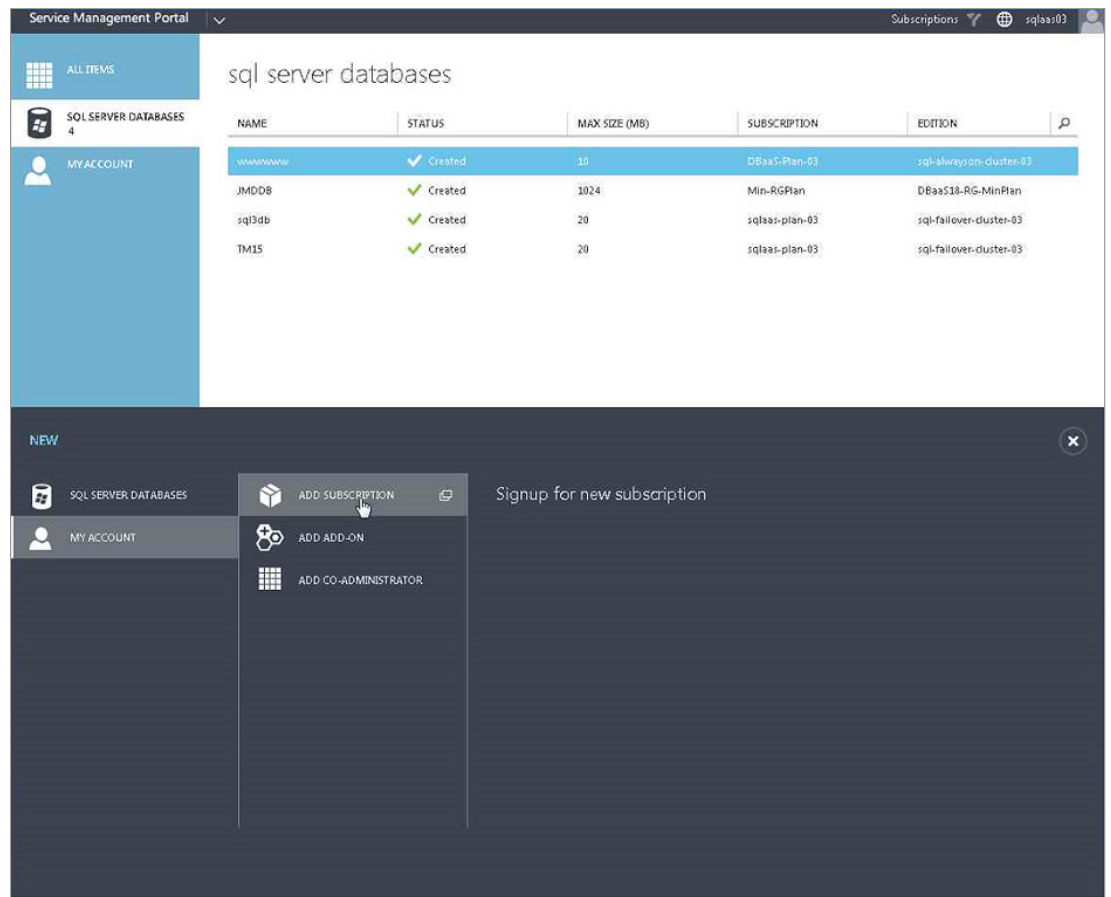 Service Management Portal Subscriptions sqlaas03
ALL ITEMS
SQL SERVER DATABASES
4
MY ACCOUNT
sql server databases
NAME STATUS MAX SIZE (MB) SUBSCRIPTION EDITION
Created 10 DBaaS-Plan-03 sql-alwayson-cluster-03
JMDDB Created 1024 Min-RGPlan DBaaS18-RG-MinPlan
sql3db Created 20 sqlaas-plan-03 sql-failover-cluster-03
TM15 Created 20 sqlaas-plan-03 sql-failover-cluster-03
NEW
SQL SERVER DATABASES
MY ACCOUNT
ADD SUBSCRIPTION
ADD ADD-ON
ADD CO-ADMINISTRATOR
Signup for new subscription